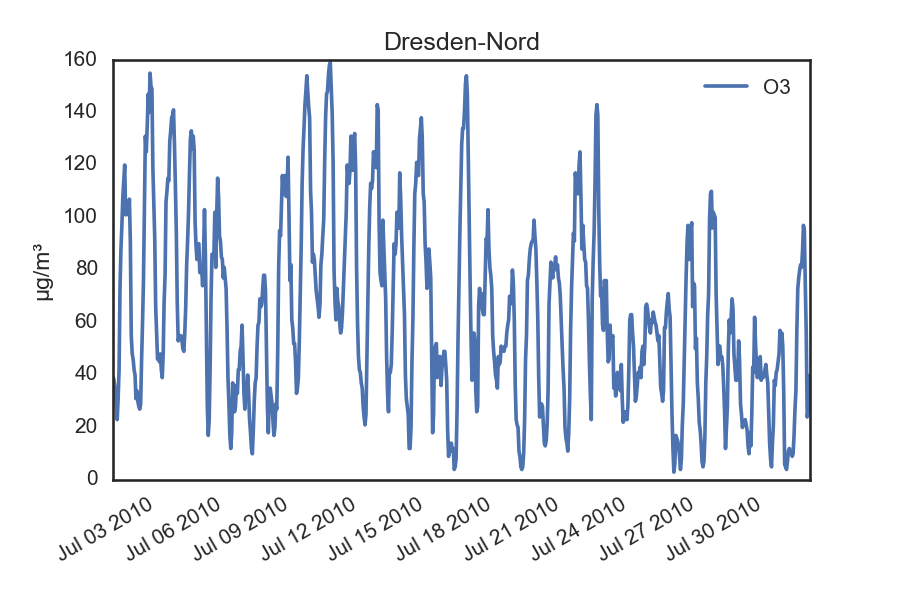 Dresden-Nord
160
140
120
100
80
60
40
20
0
µg/m³
O3
Jul 03 2010
Jul 06 2010
Jul 09 2010
Jul 12 2010
Jul 15 2010
Jul 18 2010
Jul 21 2010
Jul 24 2010
Jul 27 2010
Jul 30 2010